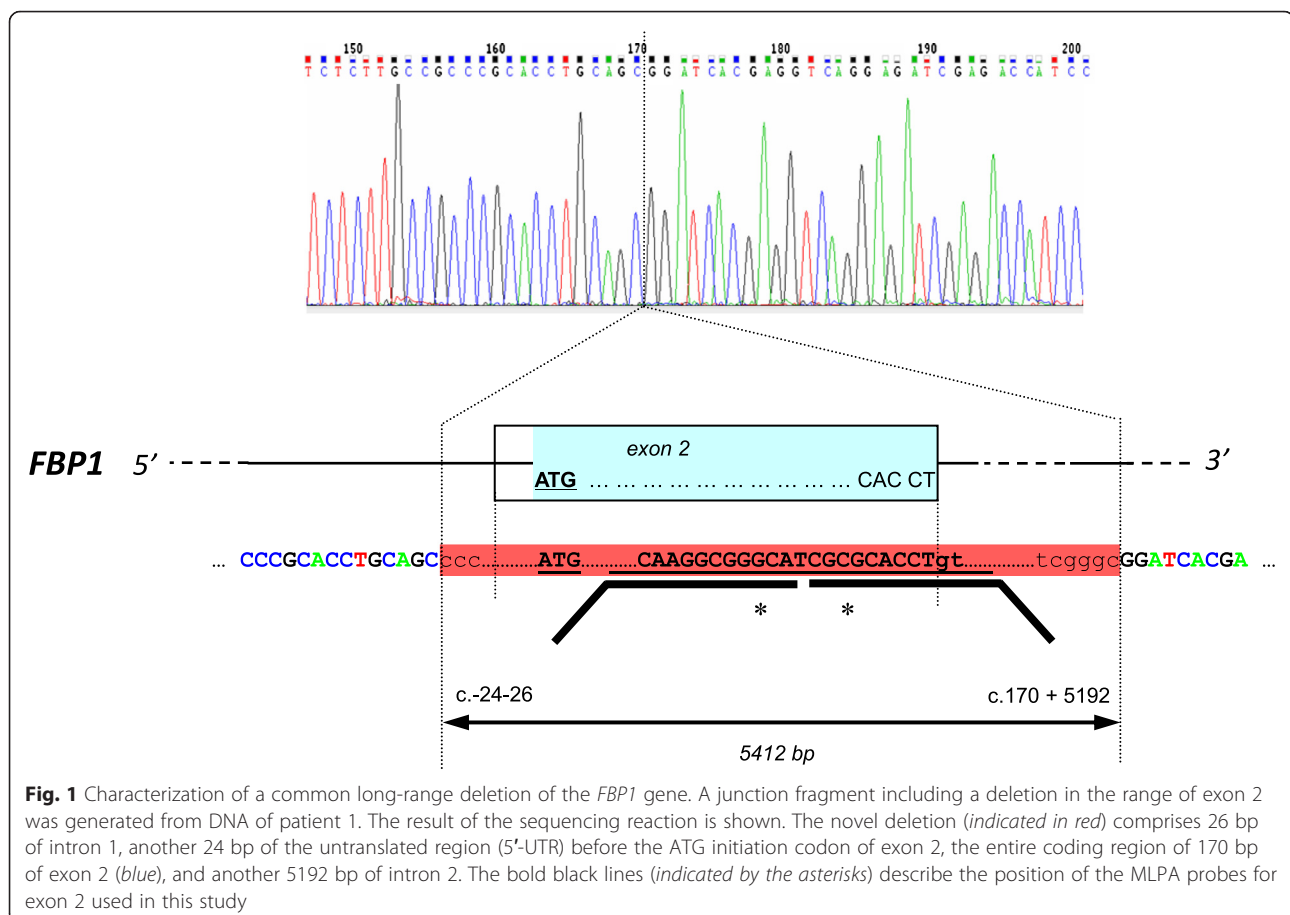 150 160 170 180 190 200
T C T C T T G C C G C C C G C A C C T G C A G C G G A T C A C G A G G T C A G G A G A T C G A G A C C A T C C
FBP1 5′ exon 2 3′
ATG ... ... ... ... ... ... ... ... ... ... CAC CT
... CCCGCACCTGCAGCccc............ATG.......CAAGGCGGGCATCGCGCACCTgt.............tcgggcGGATCACGA ...
* *
c.-24-26 c.170 + 5192
5412 bp
Fig. 1 Characterization of a common long-range deletion of the FBP1 gene. A junction fragment including a deletion in the range of exon 2
was generated from DNA of patient 1. The result of the sequencing reaction is shown. The novel deletion (indicated in red) comprises 26 bp
of intron 1, another 24 bp of the untranslated region (5′-UTR) before the ATG initiation codon of exon 2, the entire coding region of 170 bp
of exon 2 (blue), and another 5192 bp of intron 2. The bold black lines (indicated by the asterisks) describe the position of the MLPA probes for
exon 2 used in this study